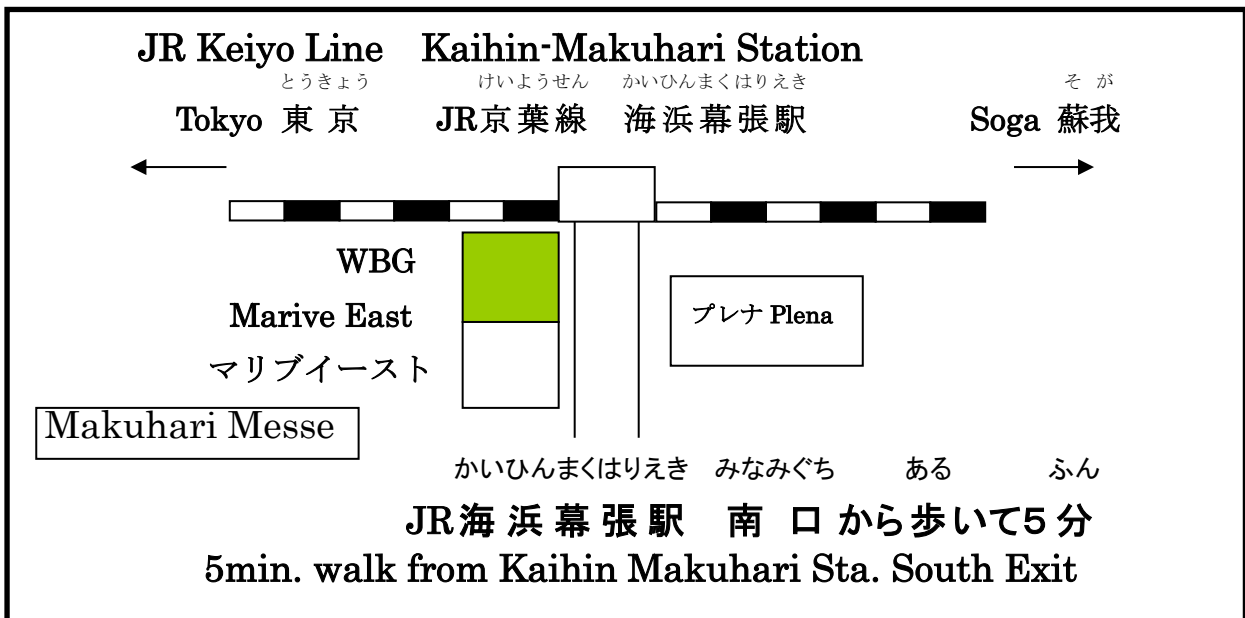 JR Keiyo Line Kaihin-Makuhari Station
とうきょう けいようせん かいひんまくはりえき そが
Tokyo 東京 JR京葉線 海浜幕張駅 Soga 蘇我
WBG
Marive East
マリブイースト
プレナ Plena
Makuhari Messe
かいひんまくはりえき みなみぐち ある ふん
JR海浜幕張駅 南口から歩いて5分
5min. walk from Kaihin Makuhari Sta. South Exit